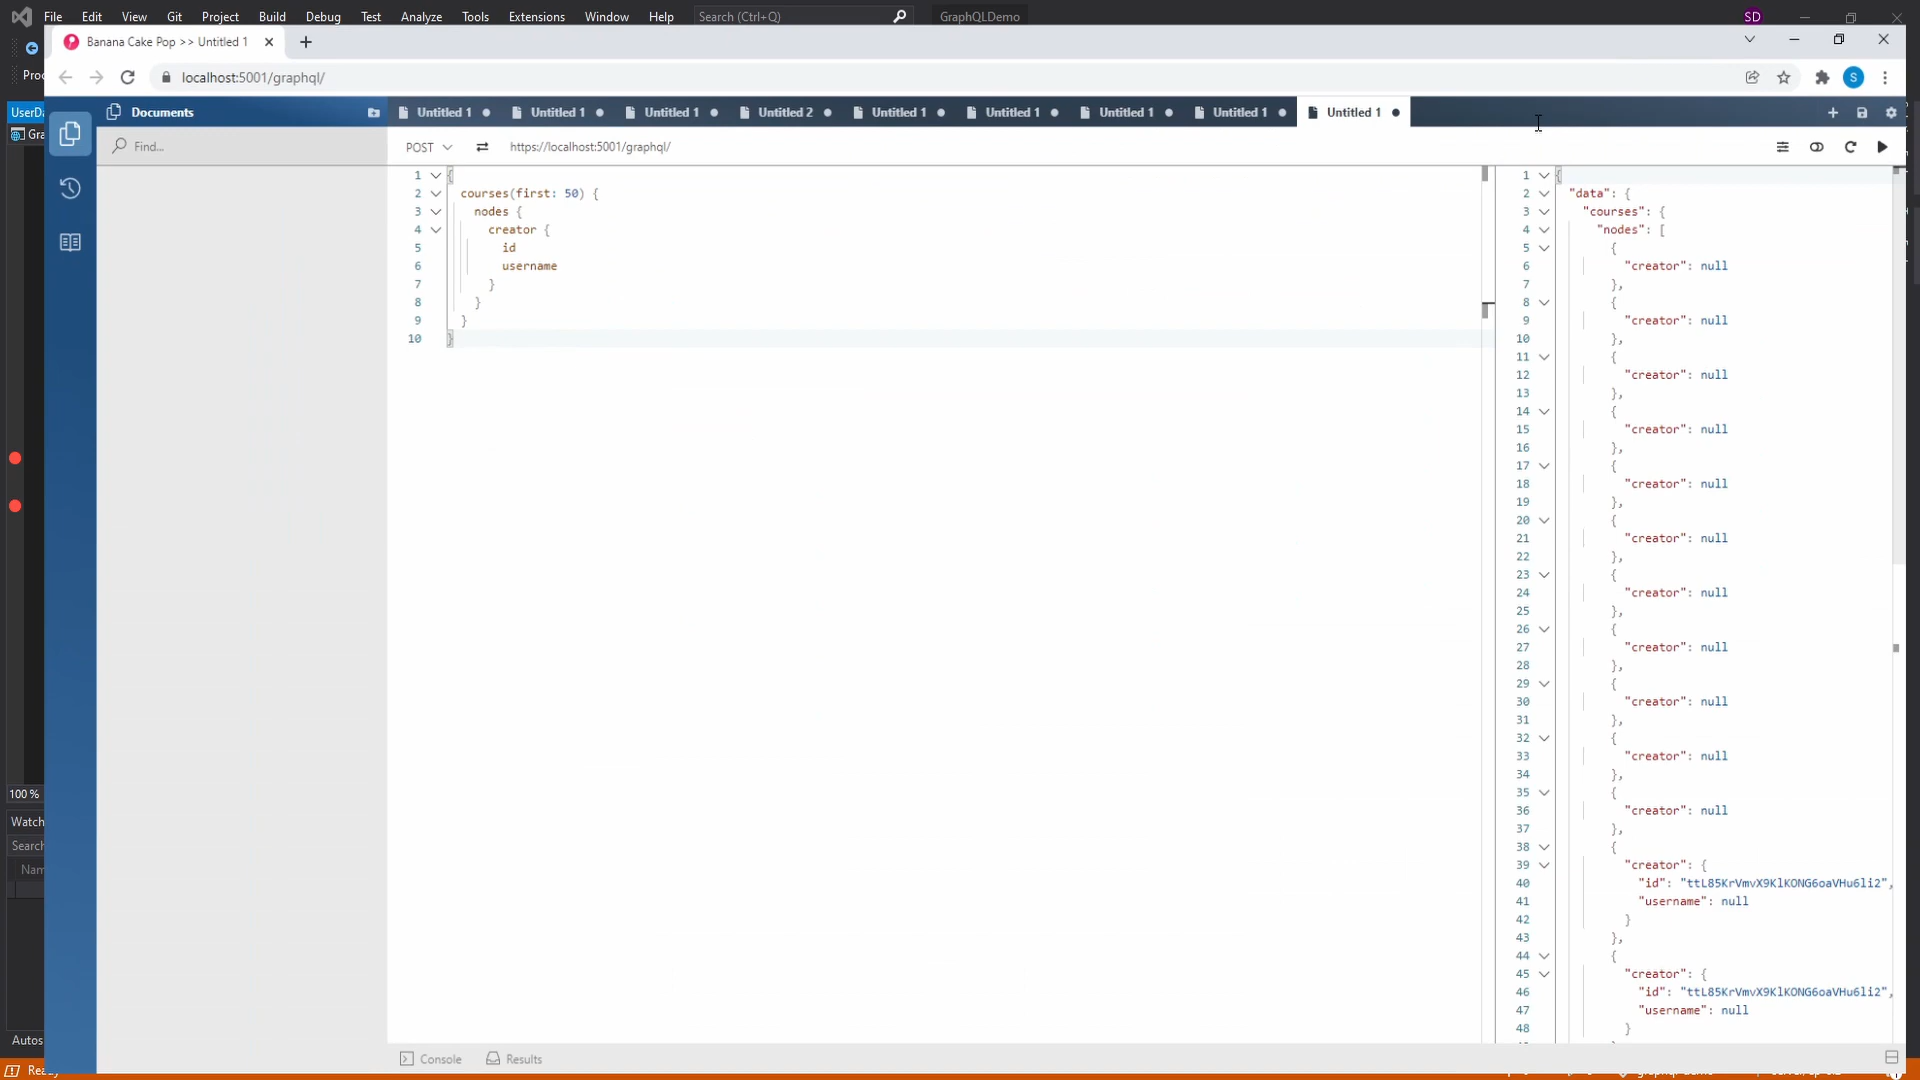 File Edit View Git Project Build Debug Test Analyze Tools Extensions Window Help Search (Ctrl+Q) GraphQLDemo SD
Banana Cake Pop >> Untitled 1
Proc
localhost:5001/graphql/ S
UserDa
Documents Untitled 1 Untitled 1 Untitled 1 Untitled 2 Untitled 1 Untitled 1 Untitled 1 Untitled 1 Untitled 1
Gra
Find... POST https://localhost:5001/graphql/
1 {
2 courses(first: 50) {
3 nodes {
4 creator {
5 id
6 username
7 }
8 }
9 }
10 }
1 {
2 "data": {
3 "courses": {
4 "nodes": [
5 {
6 "creator": null
7 },
8 {
9 "creator": null
10 },
11 {
12 "creator": null
13 },
14 {
15 "creator": null
16 },
17 {
18 "creator": null
19 },
20 {
21 "creator": null
22 },
23 {
24 "creator": null
25 },
26 {
27 "creator": null
28 },
29 {
30 "creator": null
31 },
32 {
33 "creator": null
34 },
35 {
36 "creator": null
37 },
38 {
39 "creator": {
40 "id": "ttL85KrVmvX9KlKONG6oaVHu6li2",
41 "username": null
42 }
43 },
44 {
45 "creator": {
46 "id": "ttL85KrVmvX9KlKONG6oaVHu6li2",
47 "username": null
48 }
100 %
Watch
Search
Nam
Autos
Console Results
Ready